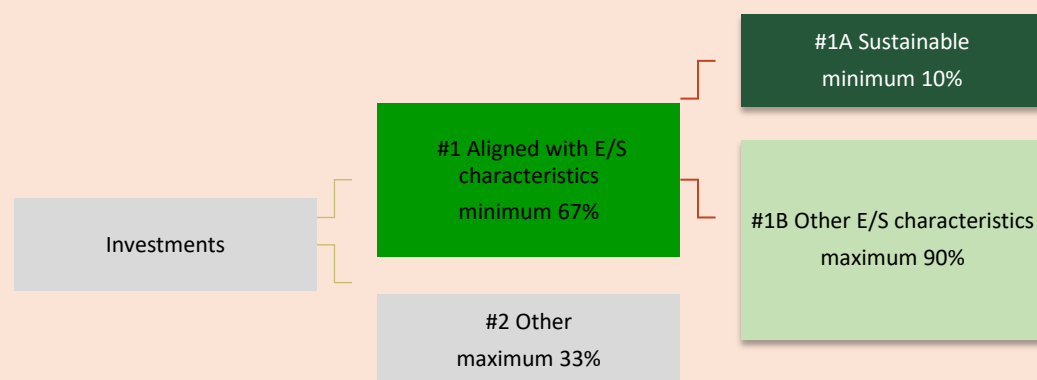 #1A Sustainable
minimum 10%
#1 Aligned with E/S
characteristics
minimum 67%
#1B Other E/S characteristics
maximum 90%
Investments
#2 Other
maximum 33%